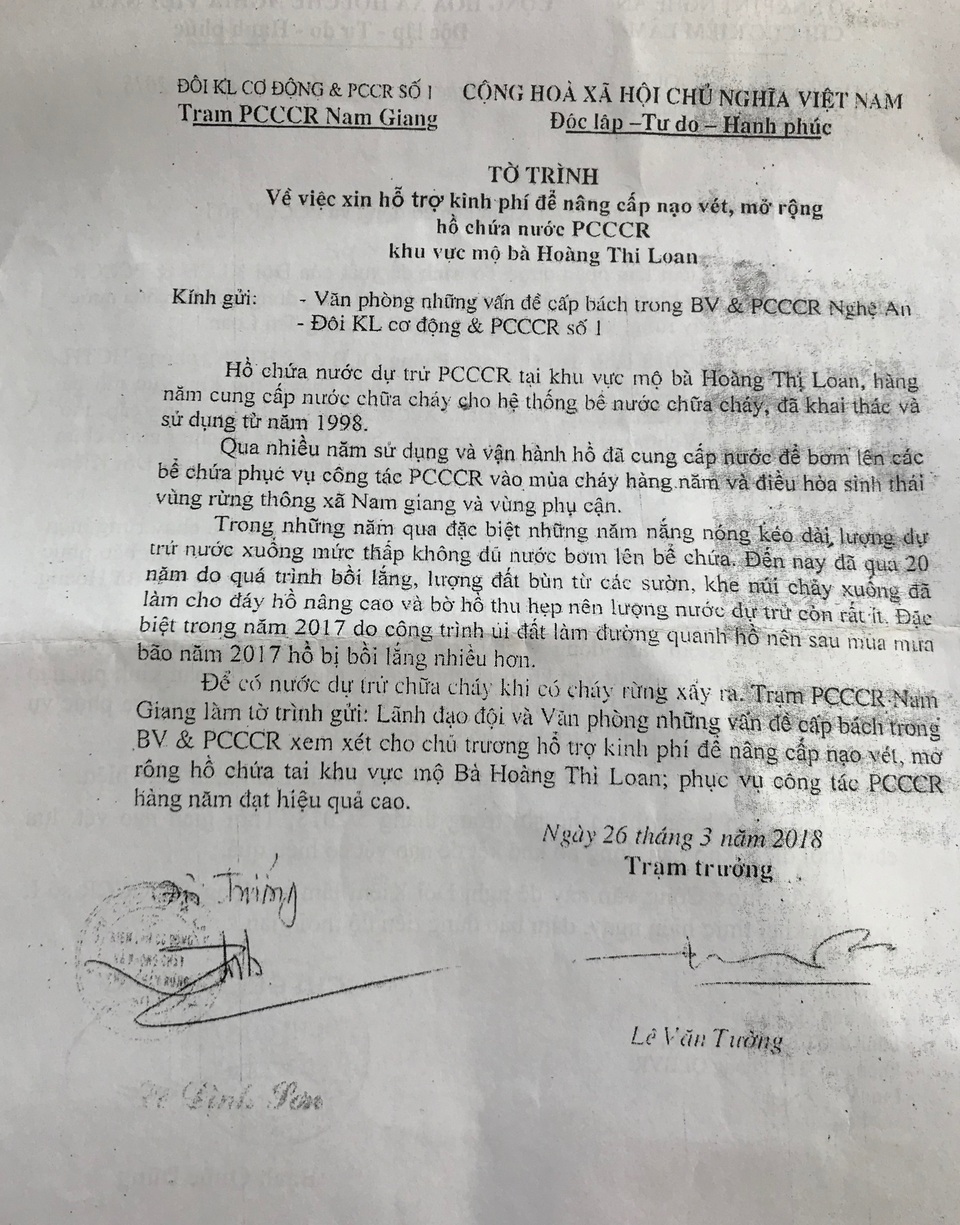 ĐÔI KL CƠ ĐỘNG & PCCR SỐ 1 CỘNG HOÀ XÃ HỘI CHỦ NGHĨA VIỆT NAM
Trạm PCCCR Nam Giang Độc lập –Tự do – Hạnh phúc
TỜ TRÌNH
Về việc xin hỗ trợ kinh phí để nâng cấp nạo vét, mở rộng
hồ chứa nước PCCCR
khu vực mộ bà Hoàng Thị Loan
Kính gửi: - Văn phòng những vấn đề cấp bách trong BV & PCCCR Nghệ An
- Đôi KL cơ động & PCCCR số 1
Hồ chứa nước dự trử PCCCR tại khu vực mộ bà Hoàng Thị Loan, hàng
năm cung cấp nước chữa cháy cho hệ thống bể nước chữa cháy, đã khai thác và
sử dụng từ năm 1998.
Qua nhiều năm sử dụng và vận hành hồ đã cung cấp nước để bơm lên các
bể chứa phục vụ công tác PCCCR vào mùa cháy hàng năm và điều hòa sinh thái
vùng rừng thông xã Nam giang và vùng phụ cận.
Trong những năm qua đặc biệt những năm nắng nóng kéo dài, lượng dự
trử nước xuống mức thấp không đủ nước bơm lên bể chứa. Đến nay đã qua 20
năm do quá trình bồi lắng, lượng đất bùn từ các sườn, khe núi chảy xuống đã
làm cho đáy hồ nâng cao và bờ hồ thu hẹp nên lượng nước dự trử còn rất ít. Đặc
biệt trong năm 2017 do công trình ủi đất làm đường quanh hồ nên sau mùa mưa
bão năm 2017 hồ bị bồi lắng nhiều hơn.
Để có nước dự trử chữa cháy khi có cháy rừng xẩy ra. Trạm PCCCR Nam
Giang làm tờ trình gửi: Lãnh đạo đội và Văn phòng những vấn đề cấp bách trong
BV & PCCCR xem xét cho chủ trương hổ trợ kinh phí để nâng cấp nạo vét, mở
rông hồ chứa tai khu vực mộ Bà Hoàng Thi Loan; phục vụ công tác PCCCR
hàng năm đạt hiệu quả cao.
Ngày 26 tháng 3 năm 2018
Trạm trưởng
Đội Trưởng
Lê Văn Tường
Đình Sơn